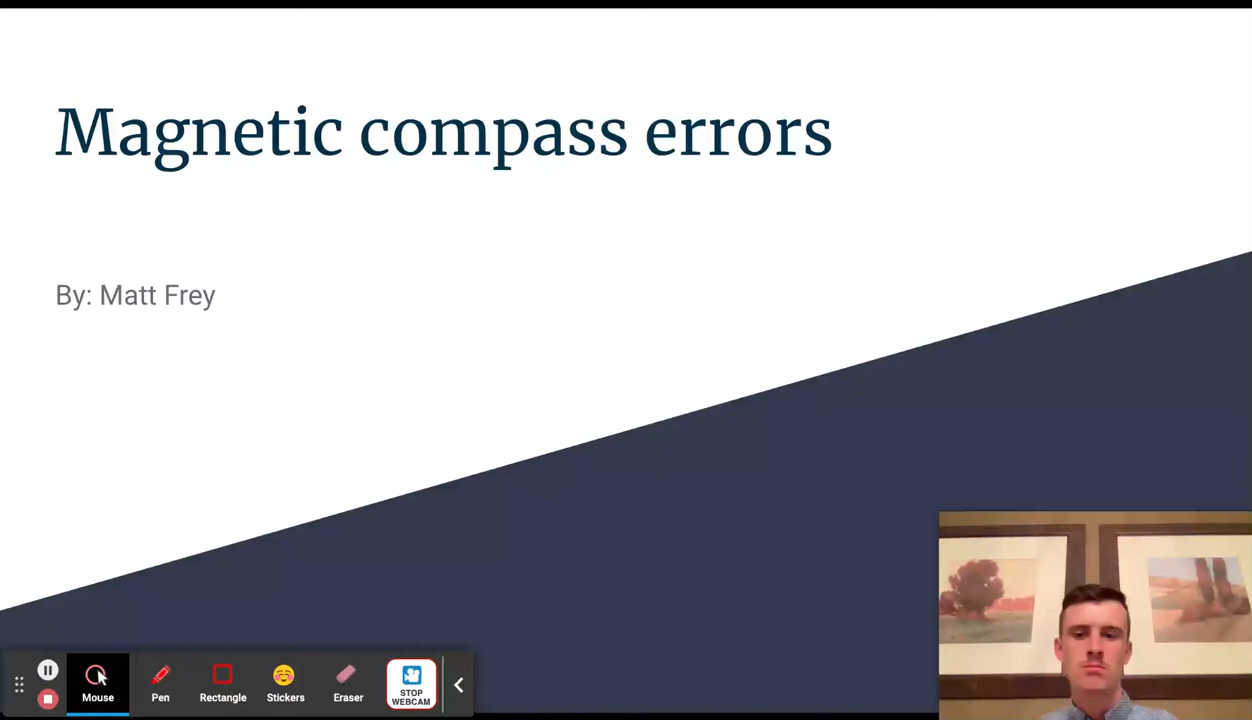 Magnetic compass errors
By: Matt Frey
Mouse
Pen
Rectangle
Stickers
Eraser
STOP
WEBCAM